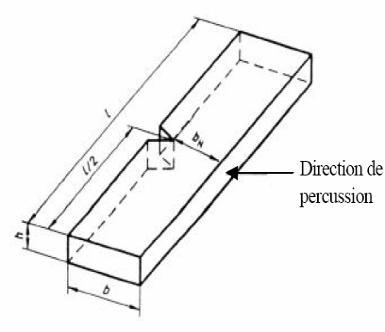 l
l/2
b_N
Direction de
percussion
h
b